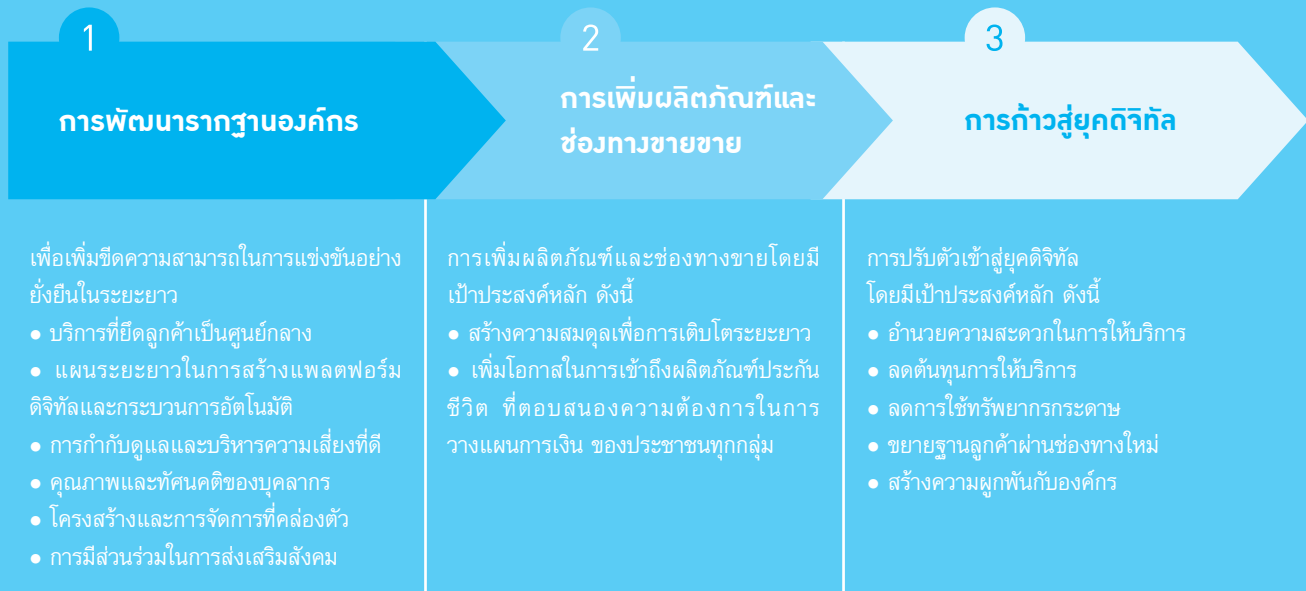 1
การพัฒนารากฐานองค์กร
เพื่อเพิ่มขีดความสามารถในการแข่งขันอย่าง
ยั่งยืนในระยะยาว
● บริการที่ยึดลูกค้าเป็นศูนย์กลาง
● แผนระยะยาวในการสร้างแพลตฟอร์ม
ดิจิทัลและกระบวนการอัตโนมัติ
● การกำกับดูแลและบริหารความเสี่ยงที่ดี
● คุณภาพและทัศนคติของบุคลากร
● โครงสร้างและการจัดการที่คล่องตัว
● การมีส่วนร่วมในการส่งเสริมสังคม
2
การเพิ่มผลิตภัณฑ์และ
ช่องทางขายขาย
การเพิ่มผลิตภัณฑ์และช่องทางขายโดยมี
เป้าประสงค์หลัก ดังนี้
● สร้างความสมดุลเพื่อการเติบโตระยะยาว
● เพิ่มโอกาสในการเข้าถึงผลิตภัณฑ์ประกัน
ชีวิต ที่ตอบสนองความต้องการในการ
วางแผนการเงิน ของประชาชนทุกกลุ่ม
3
การก้าวสู่ยุคดิจิทัล
การปรับตัวเข้าสู่ยุคดิจิทัล
โดยมีเป้าประสงค์หลัก ดังนี้
● อำนวยความสะดวกในการให้บริการ
● ลดต้นทุนการให้บริการ
● ลดการใช้ทรัพยากรกระดาษ
● ขยายฐานลูกค้าผ่านช่องทางใหม่
● สร้างความผูกพันกับองค์กร